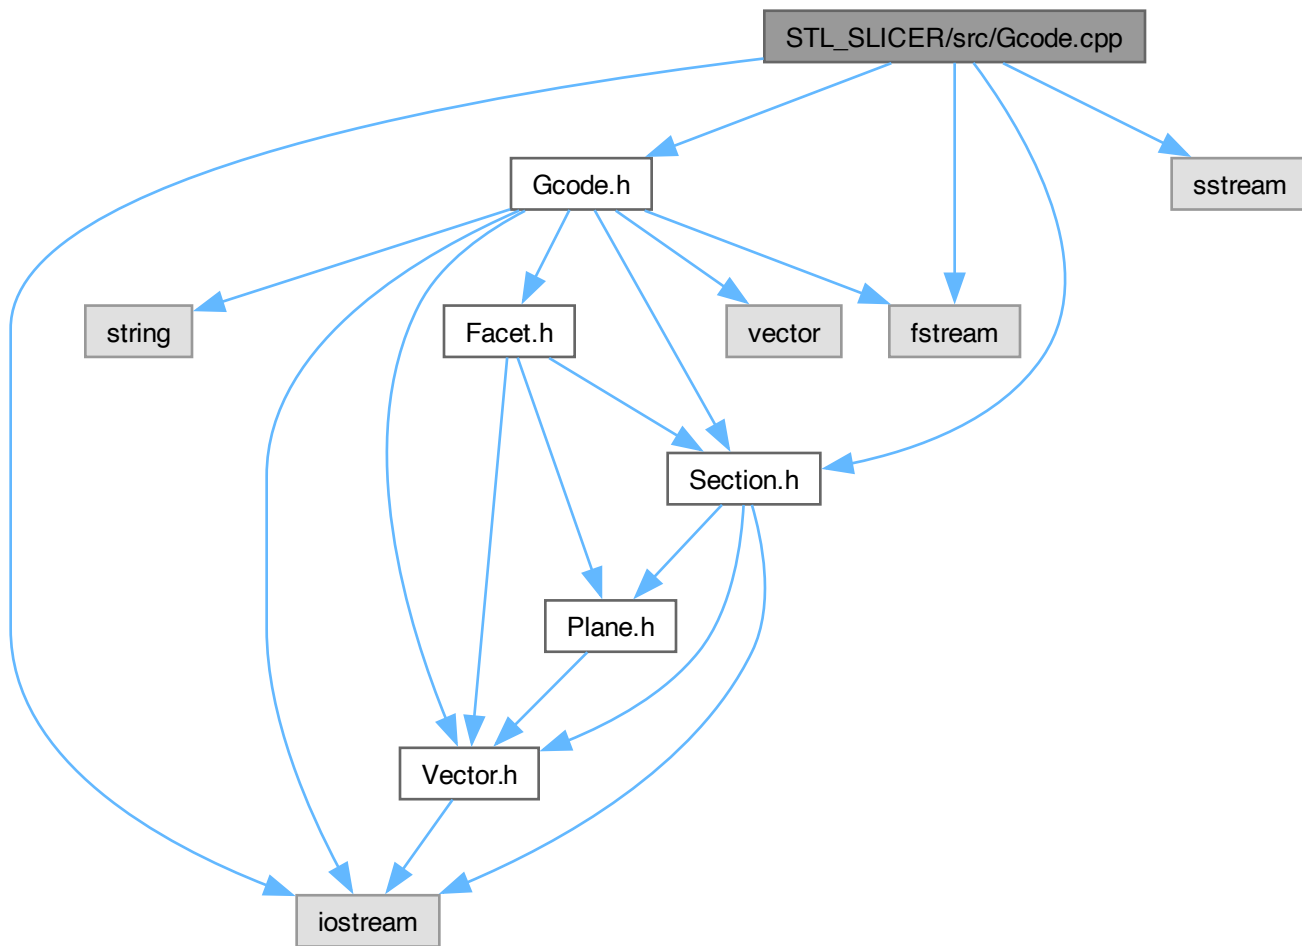 STL_SLICER/src/Gcode.cpp
Gcode.h
sstream
string
Facet.h
vector
fstream
Section.h
Plane.h
Vector.h
iostream